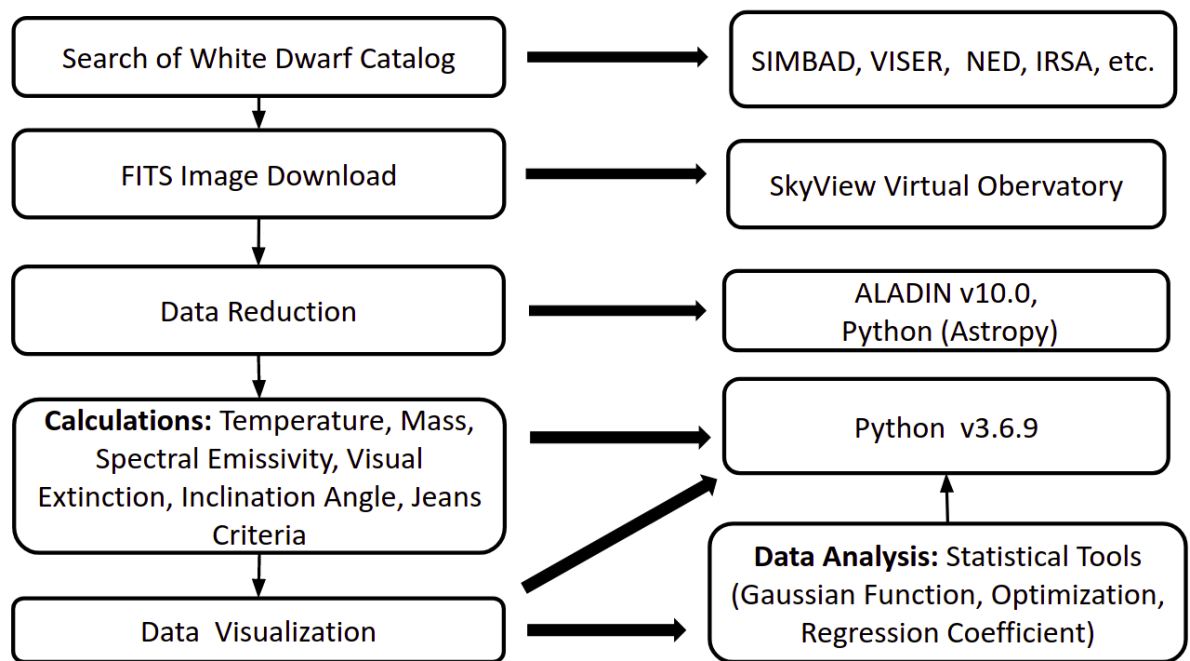 Search of White Dwarf Catalog
SIMBAD, VISER, NED, IRSA, etc.
FITS Image Download
SkyView Virtual Obervatory
Data Reduction
ALADIN v10.0,
Python (Astropy)
Calculations: Temperature, Mass,
Spectral Emissivity, Visual
Extinction, Inclination Angle, Jeans
Criteria
Python v3.6.9
Data Visualization
Data Analysis: Statistical Tools
(Gaussian Function, Optimization,
Regression Coefficient)